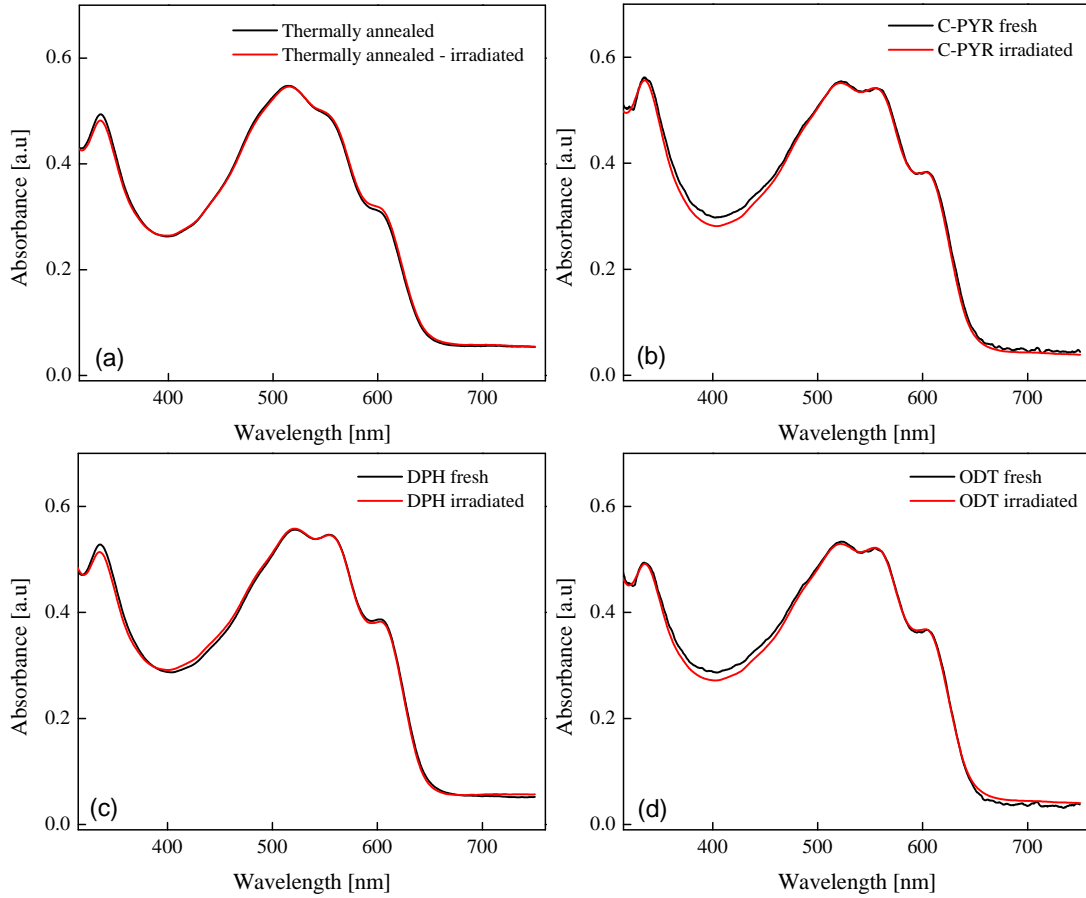 Thermally annealed
Thermally annealed - irradiated
0.6
0.4
0.2
0.0
Absorbance [a.u]
(a)
400 500 600 700
Wavelength [nm]
C-PYR fresh
C-PYR irradiated
0.6
0.4
0.2
0.0
Absorbance [a.u]
(b)
400 500 600 700
Wavelength [nm]
DPH fresh
DPH irradiated
0.6
0.4
0.2
0.0
Absorbance [a.u]
(c)
400 500 600 700
Wavelength [nm]
ODT fresh
ODT irradiated
0.6
0.4
0.2
0.0
Absorbance [a.u]
(d)
400 500 600 700
Wavelength [nm]